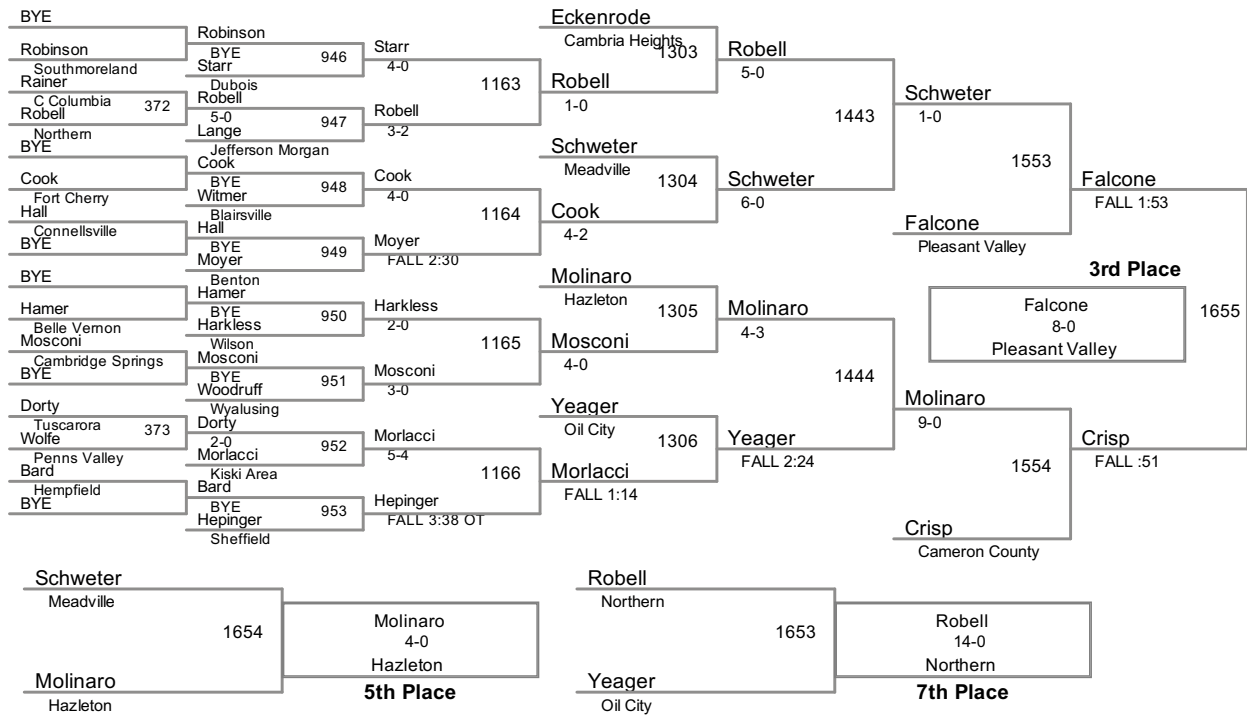 BYE
Robinson
Southmoreland
Rainer
C Columbia
372
Robell
Northern
BYE
Cook
Fort Cherry
Hall
Connellsville
BYE
BYE
Hamer
Belle Vernon
Mosconi
Cambridge Springs
BYE
Dorty
Tuscarora
373
Wolfe
Penns Valley
Bard
Hempfield
BYE
Robinson
BYE
946
Starr
Dubois
Robell
5-0
947
Lange
Jefferson Morgan
Cook
BYE
948
Witmer
Blairsville
Hall
BYE
949
Moyer
Benton
Hamer
BYE
950
Harkless
Wilson
Mosconi
BYE
951
Woodruff
Wyalusing
Dorty
2-0
952
Morlacci
Kiski Area
Bard
BYE
953
Hepinger
Sheffield
Starr
4-0
1163
Robell
3-2
Cook
4-0
1164
Moyer
FALL 2:30
Harkless
2-0
1165
Mosconi
3-0
Morlacci
5-4
1166
Hepinger
FALL 3:38 OT
Eckenrode
Cambria Heights
1303
Robell
1-0
Schweter
Meadville
1304
Cook
4-2
Molinaro
Hazleton
1305
Mosconi
4-0
Yeager
Oil City
1306
Morlacci
FALL 1:14
Robell
5-0
1443
Schweter
6-0
Molinaro
4-3
1444
Yeager
FALL 2:24
Schweter
1-0
1553
Falcone
Pleasant Valley
Molinaro
9-0
1554
Crisp
Cameron County
Falcone
FALL 1:53
3rd Place
Falcone
8-0
Pleasant Valley
1655
Crisp
FALL :51
Schweter
Meadville
1654
Molinaro
Hazleton
Molinaro
4-0
Hazleton
5th Place
Robell
Northern
1653
Yeager
Oil City
Robell
14-0
Northern
7th Place